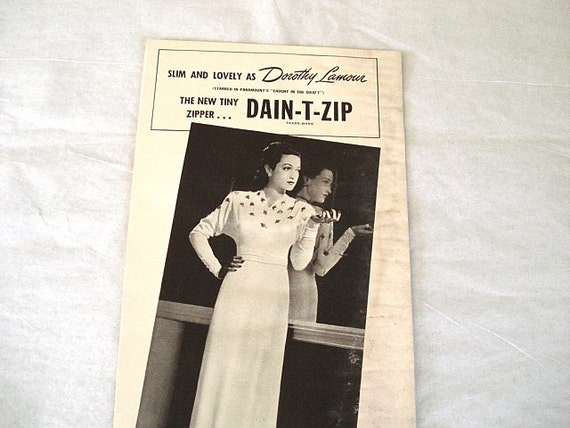 SLIM AND LOVELY AS Dorothy Lamour
(STARRED IN PARAMOUNT'S "CAUGHT IN THE DRAFT")
THE NEW TINY
ZIPPER... DAIN-T-ZIP
TRADE-MARK